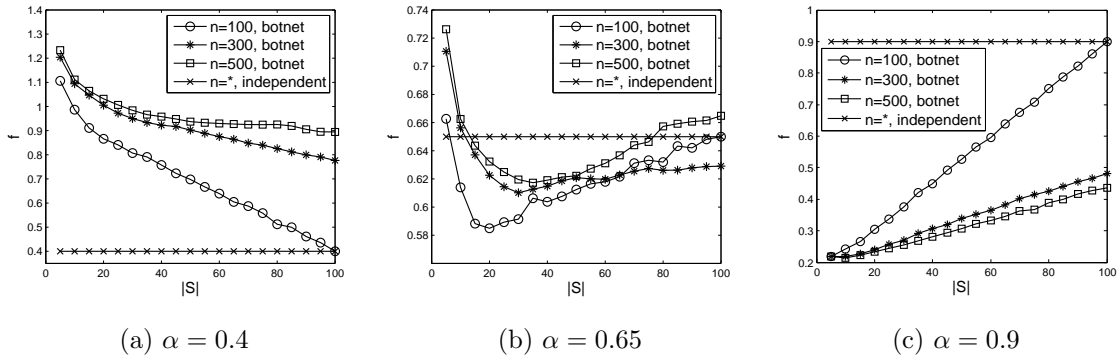 1.4
1.3
1.2
1.1
1
0.9
0.8
0.7
0.6
0.5
0.4
f
0 20 40 60 80 100
|S|
n=100, botnet
n=300, botnet
n=500, botnet
n=*, independent
(a) α = 0.4
0.72
0.7
0.68
0.66
0.64
0.62
0.6
0.58
f
0 20 40 60 80 100
|S|
n=100, botnet
n=300, botnet
n=500, botnet
n=*, independent
(b) α = 0.65
1
0.9
0.8
0.7
0.6
0.5
0.4
0.3
0.2
f
0 20 40 60 80 100
|S|
n=100, botnet
n=300, botnet
n=500, botnet
n=*, independent
(c) α = 0.9